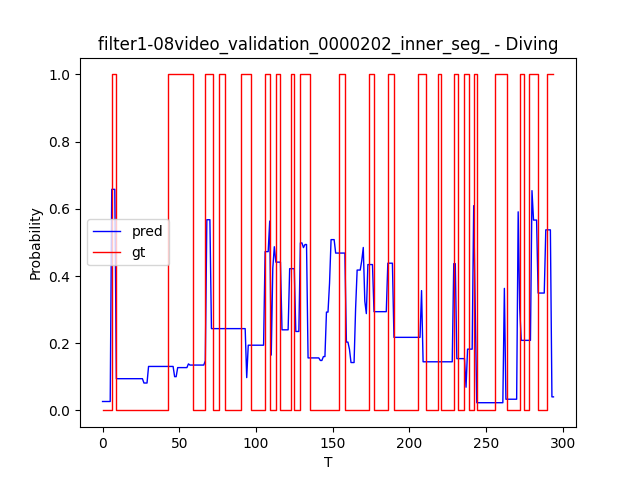 filter1-08video_validation_0000202_inner_seg_ - Diving
1.0
0.8
0.6
0.4
0.2
0.0
Probability
pred
gt
0 50 100 150 200 250 300
T